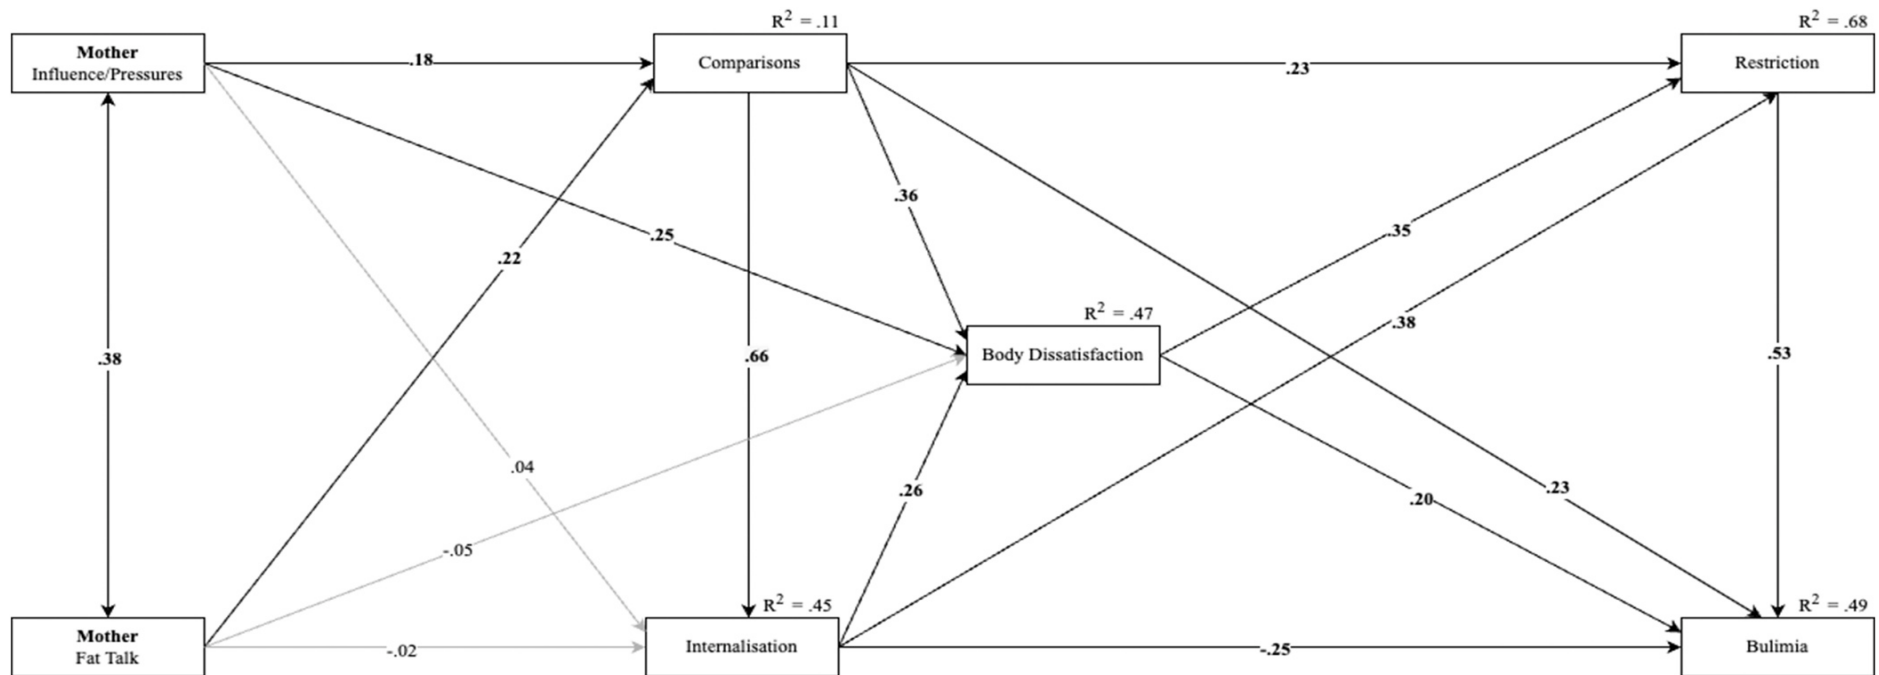 R² = .11
R² = .68
Mother
Influence/Pressures
.18
Comparisons
.23
Restriction
.36
.25
.22
.35
R² = .47
.38
.38
.66
Body Dissatisfaction
.53
.04
.26
.23
.20
-.05
R² = .45
R² = .49
Mother
Fat Talk
-.02
Internalisation
-.25
Bulimia